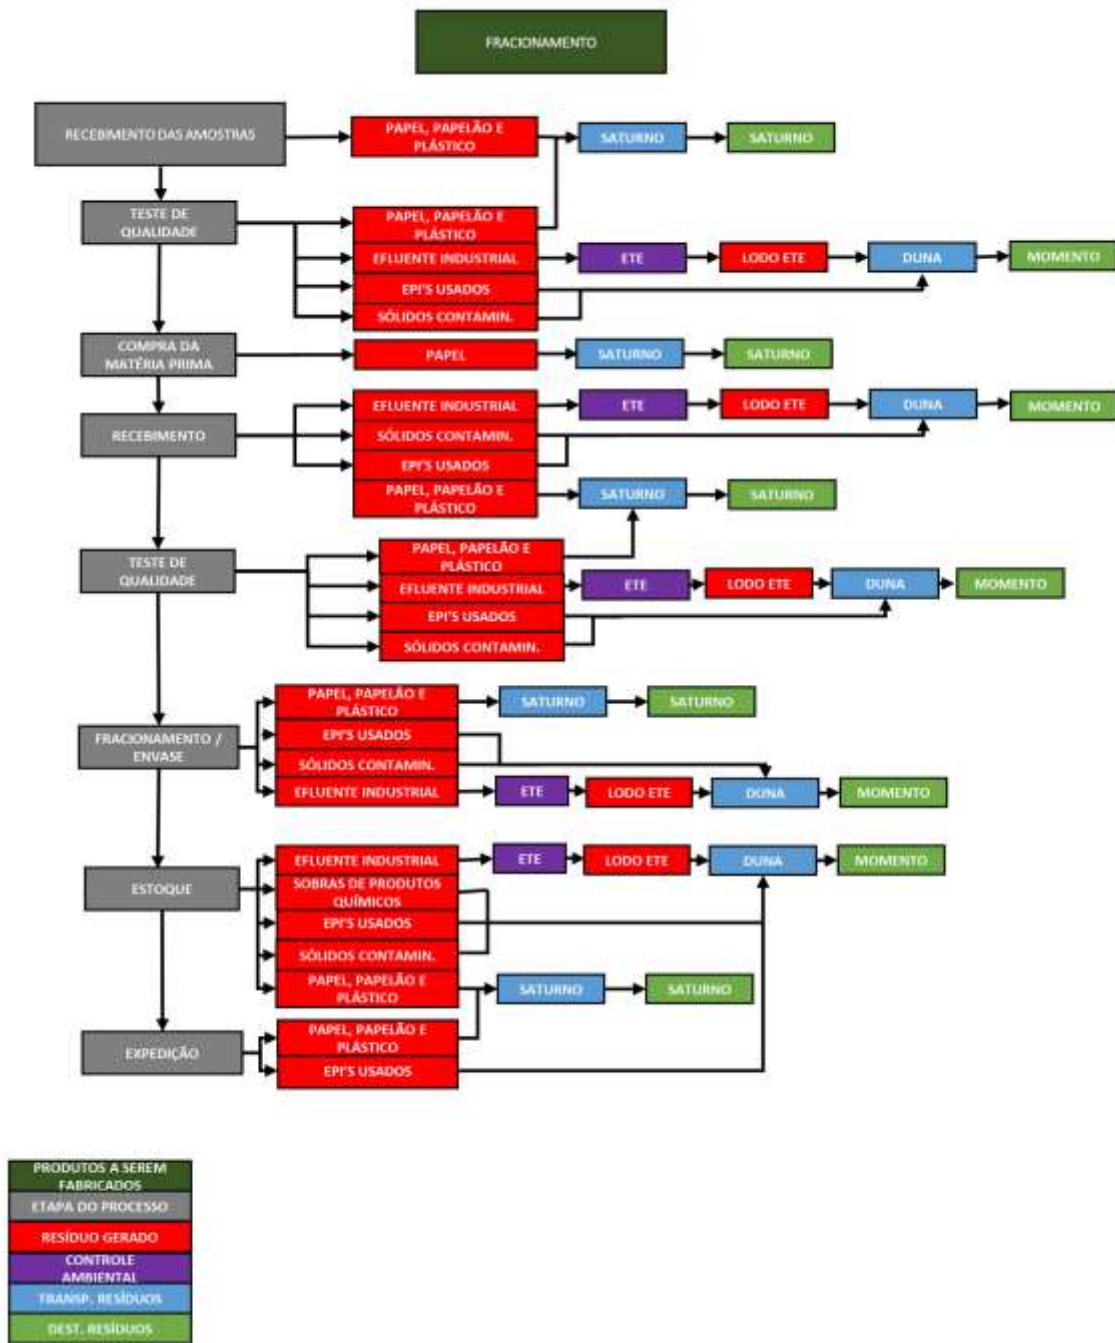 FRACIONAMENTO
RECEBIMENTO DAS AMOSTRAS
PAPEL, PAPELÃO E
PLÁSTICO
SATURNO
SATURNO
TESTE DE
QUALIDADE
PAPEL, PAPELÃO E
PLÁSTICO
EFLUENTE INDUSTRIAL
ETE
LODO ETE
DUNA
MOMENTO
EPI'S USADOS
SÓLIDOS CONTAMIN.
COMPRA DA
MATÉRIA PRIMA
PAPEL
SATURNO
SATURNO
EFLUENTE INDUSTRIAL
ETE
LODO ETE
DUNA
MOMENTO
RECEBIMENTO
SÓLIDOS CONTAMIN.
EPI'S USADOS
PAPEL, PAPELÃO E
PLÁSTICO
SATURNO
SATURNO
TESTE DE
QUALIDADE
PAPEL, PAPELÃO E
PLÁSTICO
EFLUENTE INDUSTRIAL
ETE
LODO ETE
DUNA
MOMENTO
EPI'S USADOS
SÓLIDOS CONTAMIN.
PAPEL, PAPELÃO E
PLÁSTICO
SATURNO
SATURNO
FRACIONAMENTO /
ENVASE
EPI'S USADOS
SÓLIDOS CONTAMIN.
EFLUENTE INDUSTRIAL
ETE
LODO ETE
DUNA
MOMENTO
EFLUENTE INDUSTRIAL
ETE
LODO ETE
DUNA
MOMENTO
ESTOQUE
SOBRAS DE PRODUTOS
QUÍMICOS
EPI'S USADOS
SÓLIDOS CONTAMIN.
PAPEL, PAPELÃO E
PLÁSTICO
SATURNO
SATURNO
EXPEDIÇÃO
PAPEL, PAPELÃO E
PLÁSTICO
EPI'S USADOS
PRODUTOS A SEREM
FABRICADOS
ETAPA DO PROCESSO
RESÍDUO GERADO
CONTROLE
AMBIENTAL
TRANSP. RESÍDUOS
DEST. RESÍDUOS